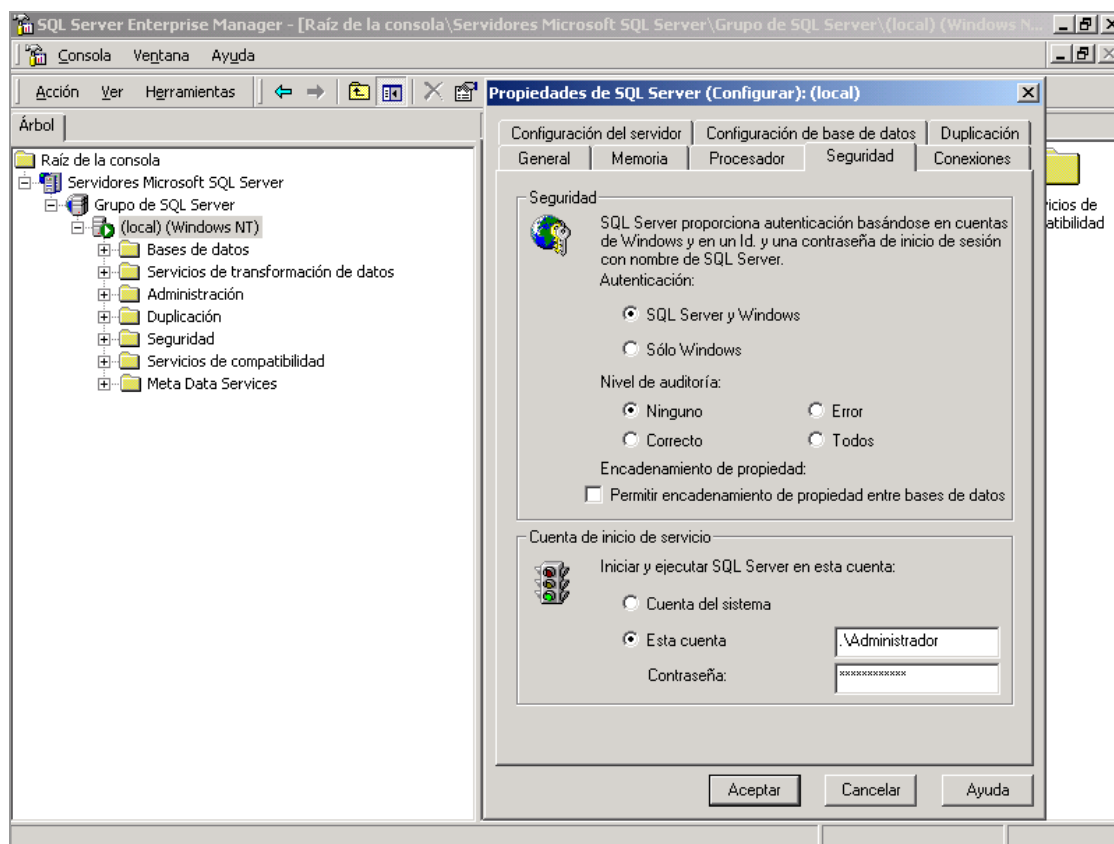 SQL Server Enterprise Manager - [Raíz de la consola\Servidores Microsoft SQL Server\Grupo de SQL Server\(local) (Windows N...
Consola Ventana Ayuda
Acción Ver Herramientas
Árbol
Raíz de la consola
Servidores Microsoft SQL Server
Grupo de SQL Server
(local) (Windows NT)
Bases de datos
Servicios de transformación de datos
Administración
Duplicación
Seguridad
Servicios de compatibilidad
Meta Data Services
Propiedades de SQL Server (Configurar): (local)
Configuración del servidor Configuración de base de datos Duplicación
General Memoria Procesador Seguridad Conexiones
Seguridad
SQL Server proporciona autenticación basándose en cuentas
de Windows y en un Id. y una contraseña de inicio de sesión
con nombre de SQL Server.
Autenticación:
SQL Server y Windows
Sólo Windows
Nivel de auditoría:
Ninguno Error
Correcto Todos
Encadenamiento de propiedad:
Permitir encadenamiento de propiedad entre bases de datos
Cuenta de inicio de servicio
Iniciar y ejecutar SQL Server en esta cuenta:
Cuenta del sistema
Esta cuenta .\Administrador
Contraseña: ************
Aceptar Cancelar Ayuda
icios de
atibilidad